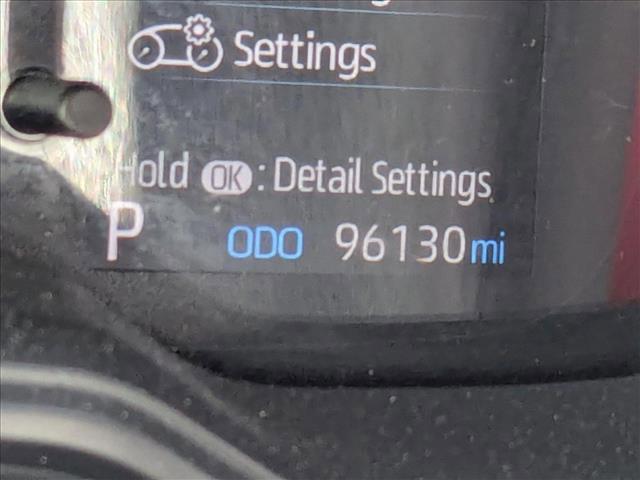 Settings
Hold OK : Detail Settings
P ODO 96130 mi